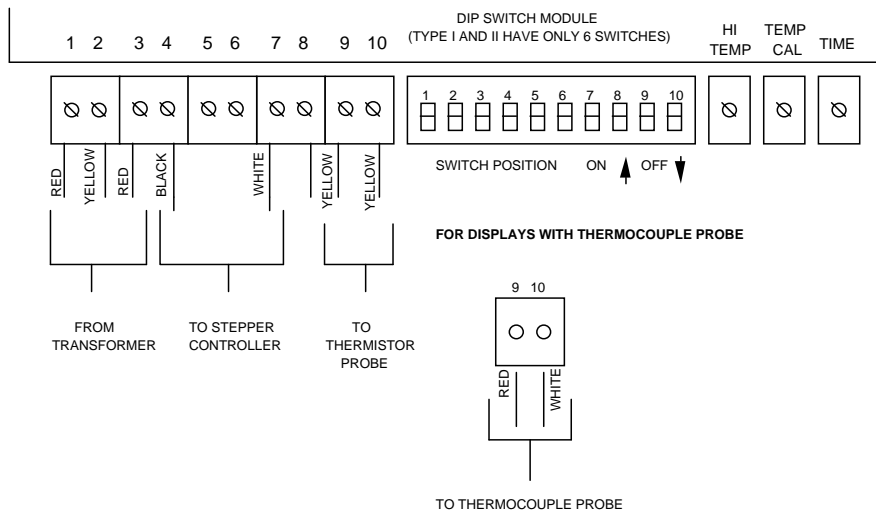 DIP SWITCH MODULE
(TYPE I AND II HAVE ONLY 6 SWITCHES)
HI TEMP
TEMP CAL
TIME
1 2 3 4 5 6 7 8 9 10
1 2 3 4 5 6 7 8 9 10
RED
YELLOW
RED
BLACK
WHITE
YELLOW
YELLOW
SWITCH POSITION ON OFF
FOR DISPLAYS WITH THERMOCOUPLE PROBE
FROM
TRANSFORMER
TO STEPPER
CONTROLLER
TO
THERMISTOR
PROBE
9 10
RED
WHITE
TO THERMOCOUPLE PROBE